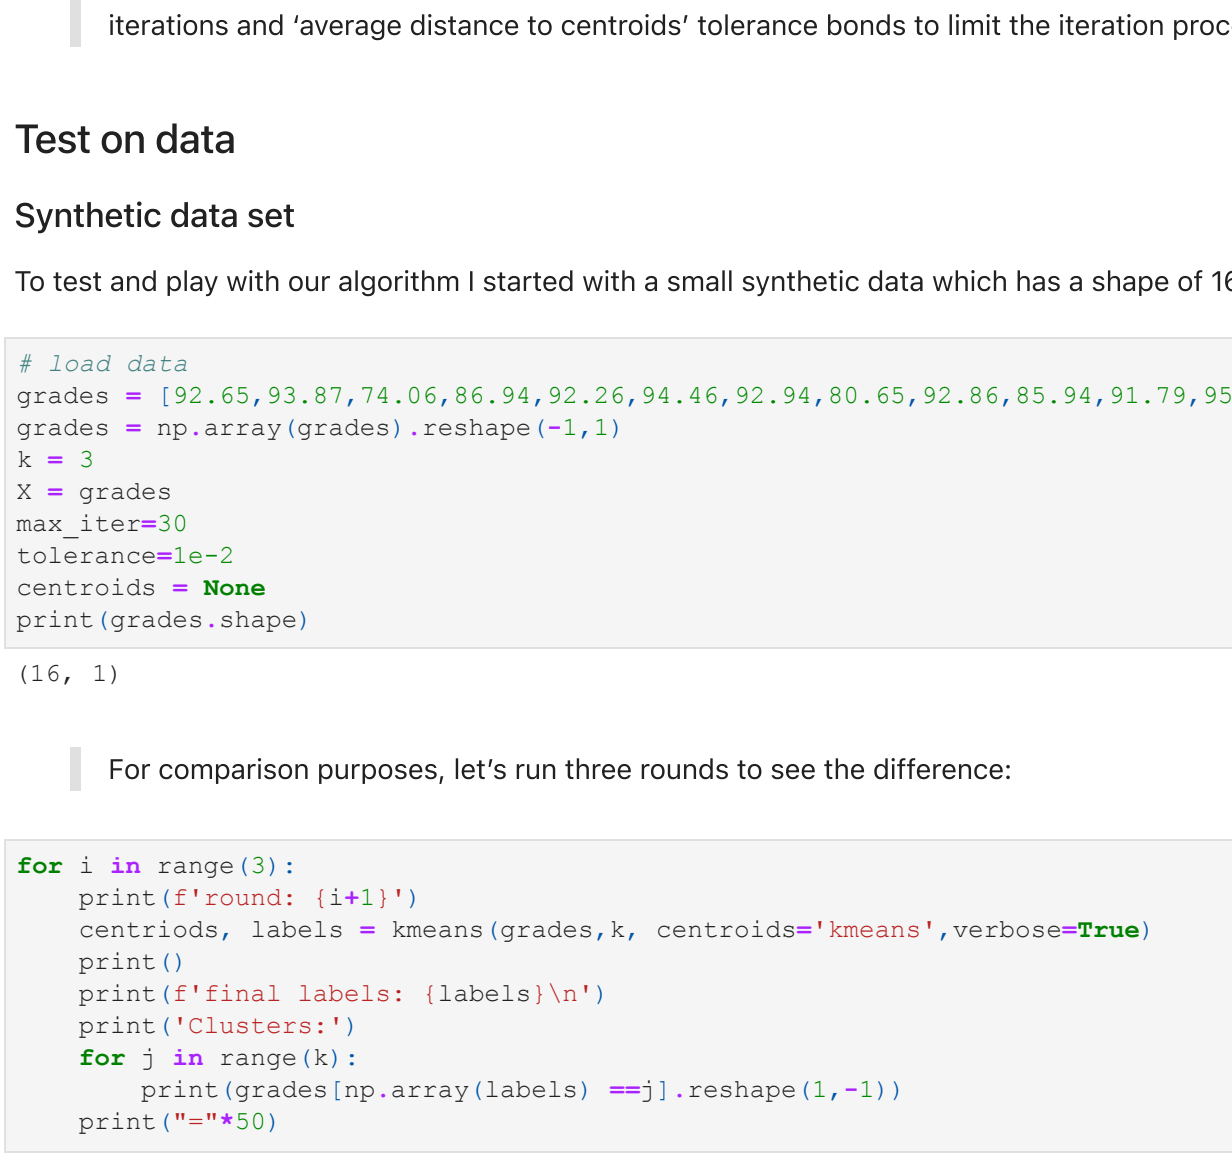 iterations and ‘average distance to centroids’ tolerance bonds to limit the iteration proc
Test on data
Synthetic data set
To test and play with our algorithm I started with a small synthetic data which has a shape of 16
# load data
grades = [92.65,93.87,74.06,86.94,92.26,94.46,92.94,80.65,92.86,85.94,91.79,95
grades = np.array(grades).reshape(-1,1)
k = 3
X = grades
max_iter=30
tolerance=1e-2
centroids = None
print(grades.shape)
(16, 1)
For comparison purposes, let’s run three rounds to see the difference:
for i in range(3):
    print(f'round: {i+1}')
    centriods, labels = kmeans(grades,k, centroids='kmeans',verbose=True)
    print()
    print(f'final labels: {labels}\n')
    print('Clusters:')
    for j in range(k):
        print(grades[np.array(labels) ==j].reshape(1,-1))
    print("="*50)